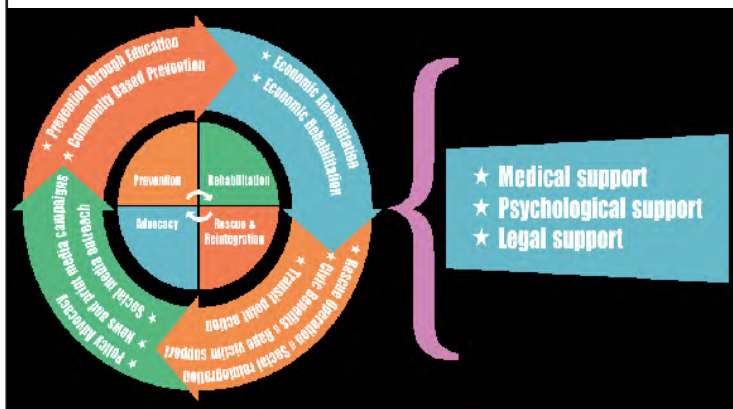 ★ Prevention through Education
★ Community Based Prevention
★ Economic Rehabilitation
★ Economic Rehabilitation
Prevention
Rehabilitation
Advocacy
Rescue &
Reintegration
★ Rescue Operation ★ Social reintegration
★ Civic Benefits ★ Rape victim support
★ Transit point action
★ Policy Advocacy
★ News and print media campaigns
★ Social media outreach
★ Medical support
★ Psychological support
★ Legal support